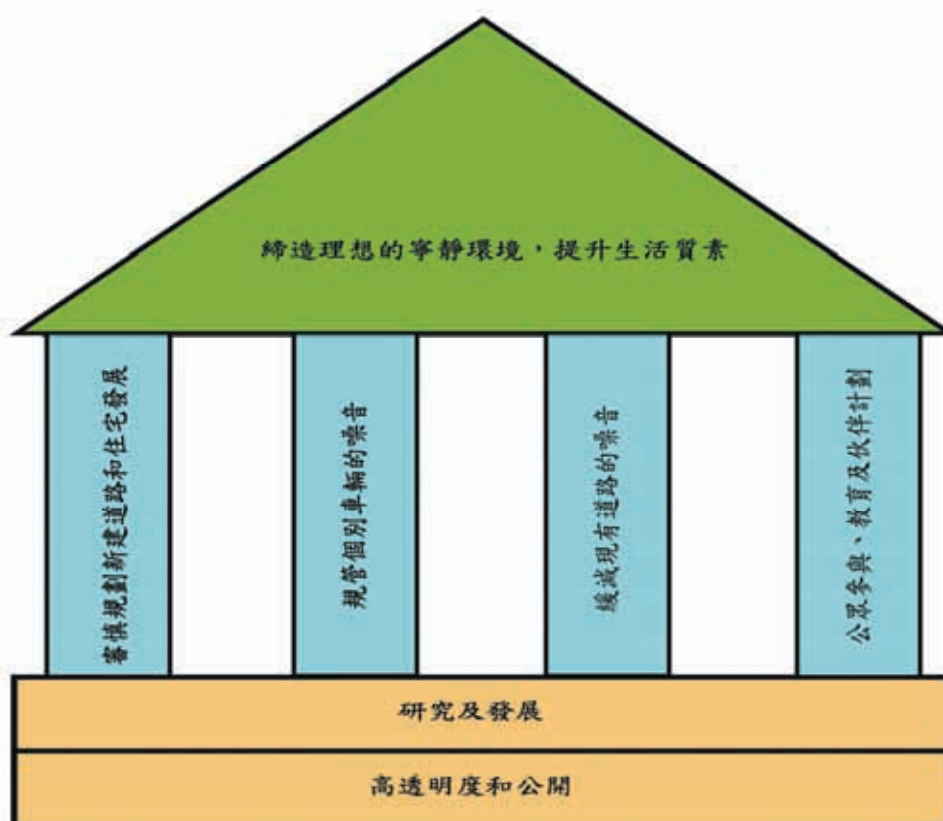 締造理想的寧靜環境，提升生活質素
審慎規劃新建道路和住宅發展
規管個別車輛的噪音
緩減現有道路的噪音
公眾參與、教育及伙伴計劃
研究及發展
高透明度和公開